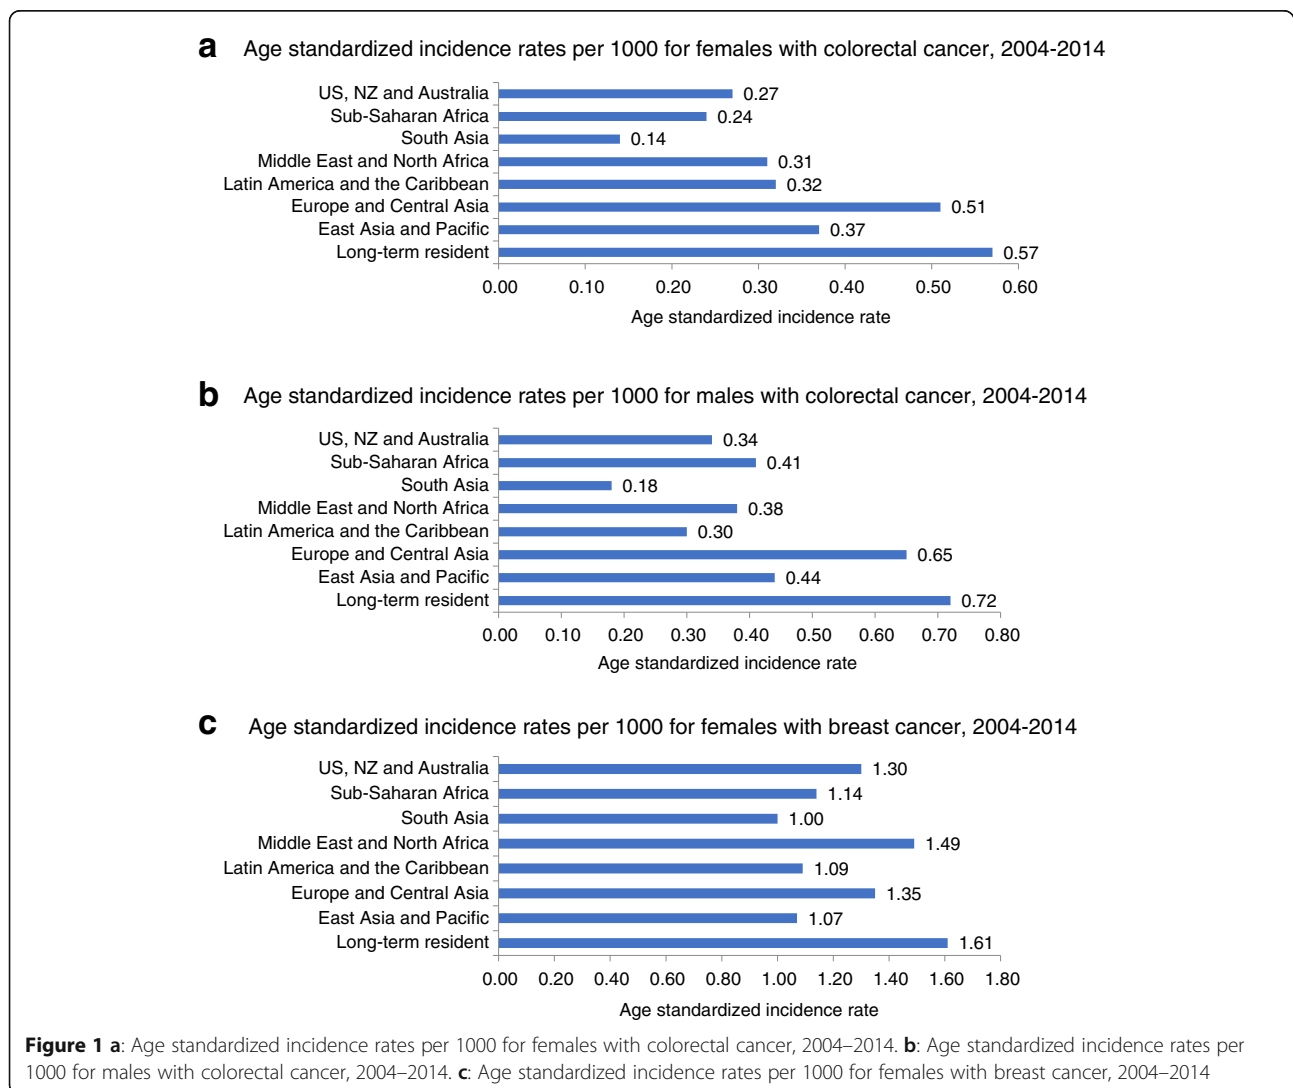 a Age standardized incidence rates per 1000 for females with colorectal cancer, 2004-2014
US, NZ and Australia 0.27
Sub-Saharan Africa 0.24
South Asia 0.14
Middle East and North Africa 0.31
Latin America and the Caribbean 0.32
Europe and Central Asia 0.51
East Asia and Pacific 0.37
Long-term resident 0.57
0.00 0.10 0.20 0.30 0.40 0.50 0.60
Age standardized incidence rate
b Age standardized incidence rates per 1000 for males with colorectal cancer, 2004-2014
US, NZ and Australia 0.34
Sub-Saharan Africa 0.41
South Asia 0.18
Middle East and North Africa 0.38
Latin America and the Caribbean 0.30
Europe and Central Asia 0.65
East Asia and Pacific 0.44
Long-term resident 0.72
0.00 0.10 0.20 0.30 0.40 0.50 0.60 0.70 0.80
Age standardized incidence rate
c Age standardized incidence rates per 1000 for females with breast cancer, 2004-2014
US, NZ and Australia 1.30
Sub-Saharan Africa 1.14
South Asia 1.00
Middle East and North Africa 1.49
Latin America and the Caribbean 1.09
Europe and Central Asia 1.35
East Asia and Pacific 1.07
Long-term resident 1.61
0.00 0.20 0.40 0.60 0.80 1.00 1.20 1.40 1.60 1.80
Age standardized incidence rate
Figure 1 a: Age standardized incidence rates per 1000 for females with colorectal cancer, 2004–2014. b: Age standardized incidence rates per
1000 for males with colorectal cancer, 2004–2014. c: Age standardized incidence rates per 1000 for females with breast cancer, 2004–2014